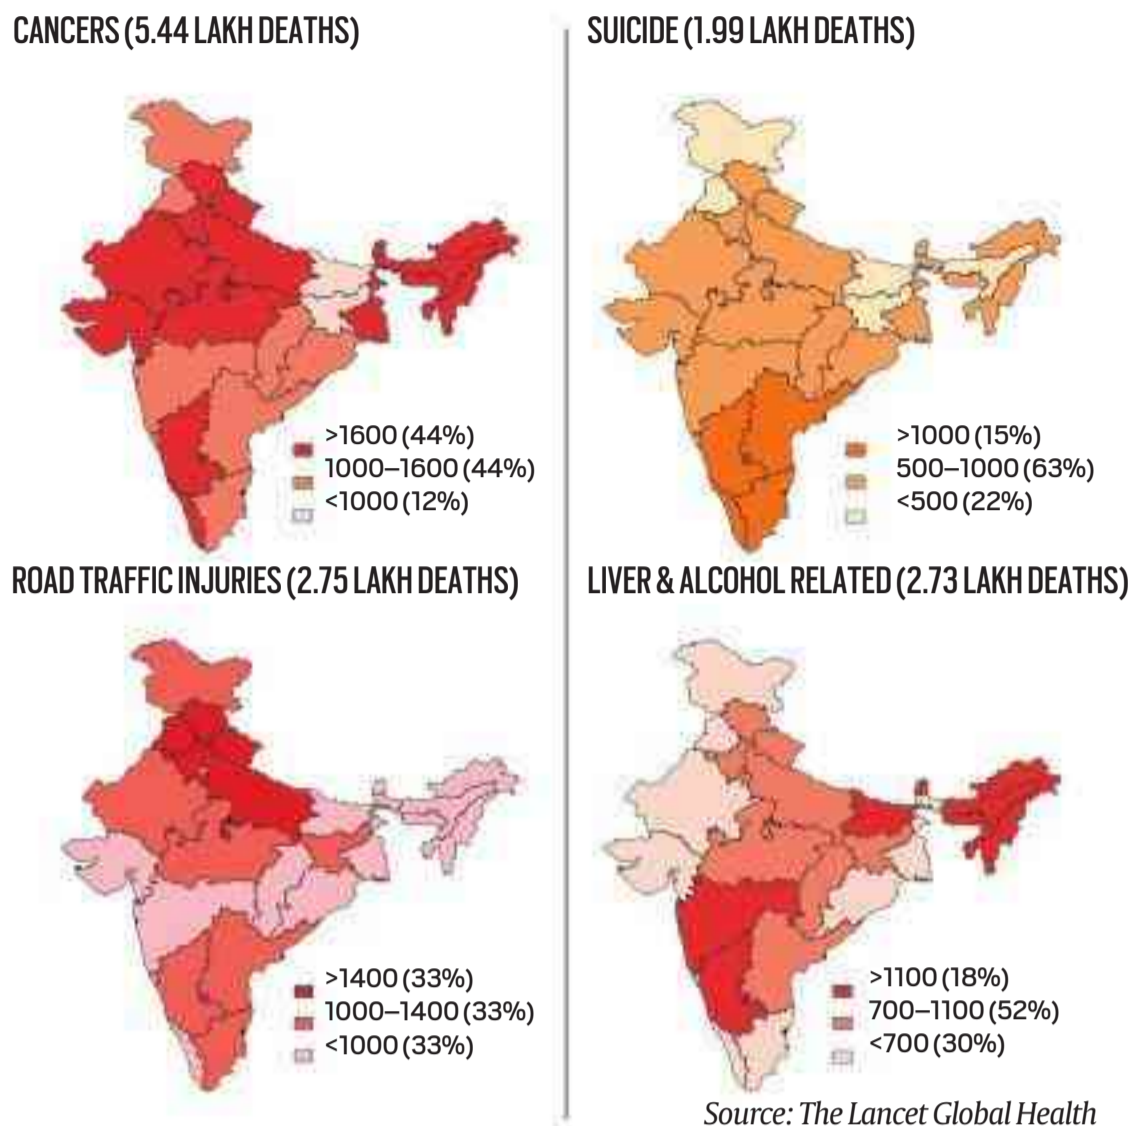 CANCERS (5.44 LAKH DEATHS)
>1600 (44%)
1000–1600 (44%)
<1000 (12%)
SUICIDE (1.99 LAKH DEATHS)
>1000 (15%)
500–1000 (63%)
<500 (22%)
ROAD TRAFFIC INJURIES (2.75 LAKH DEATHS)
>1400 (33%)
1000–1400 (33%)
<1000 (33%)
LIVER & ALCOHOL RELATED (2.73 LAKH DEATHS)
>1100 (18%)
700–1100 (52%)
<700 (30%)
Source: The Lancet Global Health